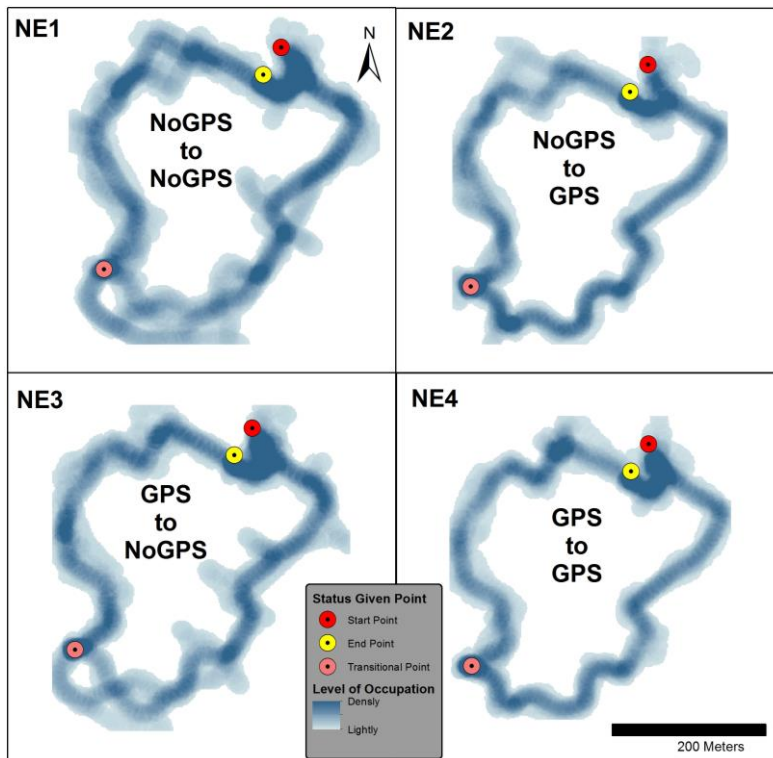 NE1
N
NoGPS
to
NoGPS
NE2
NoGPS
to
GPS
NE3
GPS
to
NoGPS
NE4
GPS
to
GPS
Status Given Point
Start Point
End Point
Transitional Point
Level of Occupation
Densly
Lightly
200 Meters